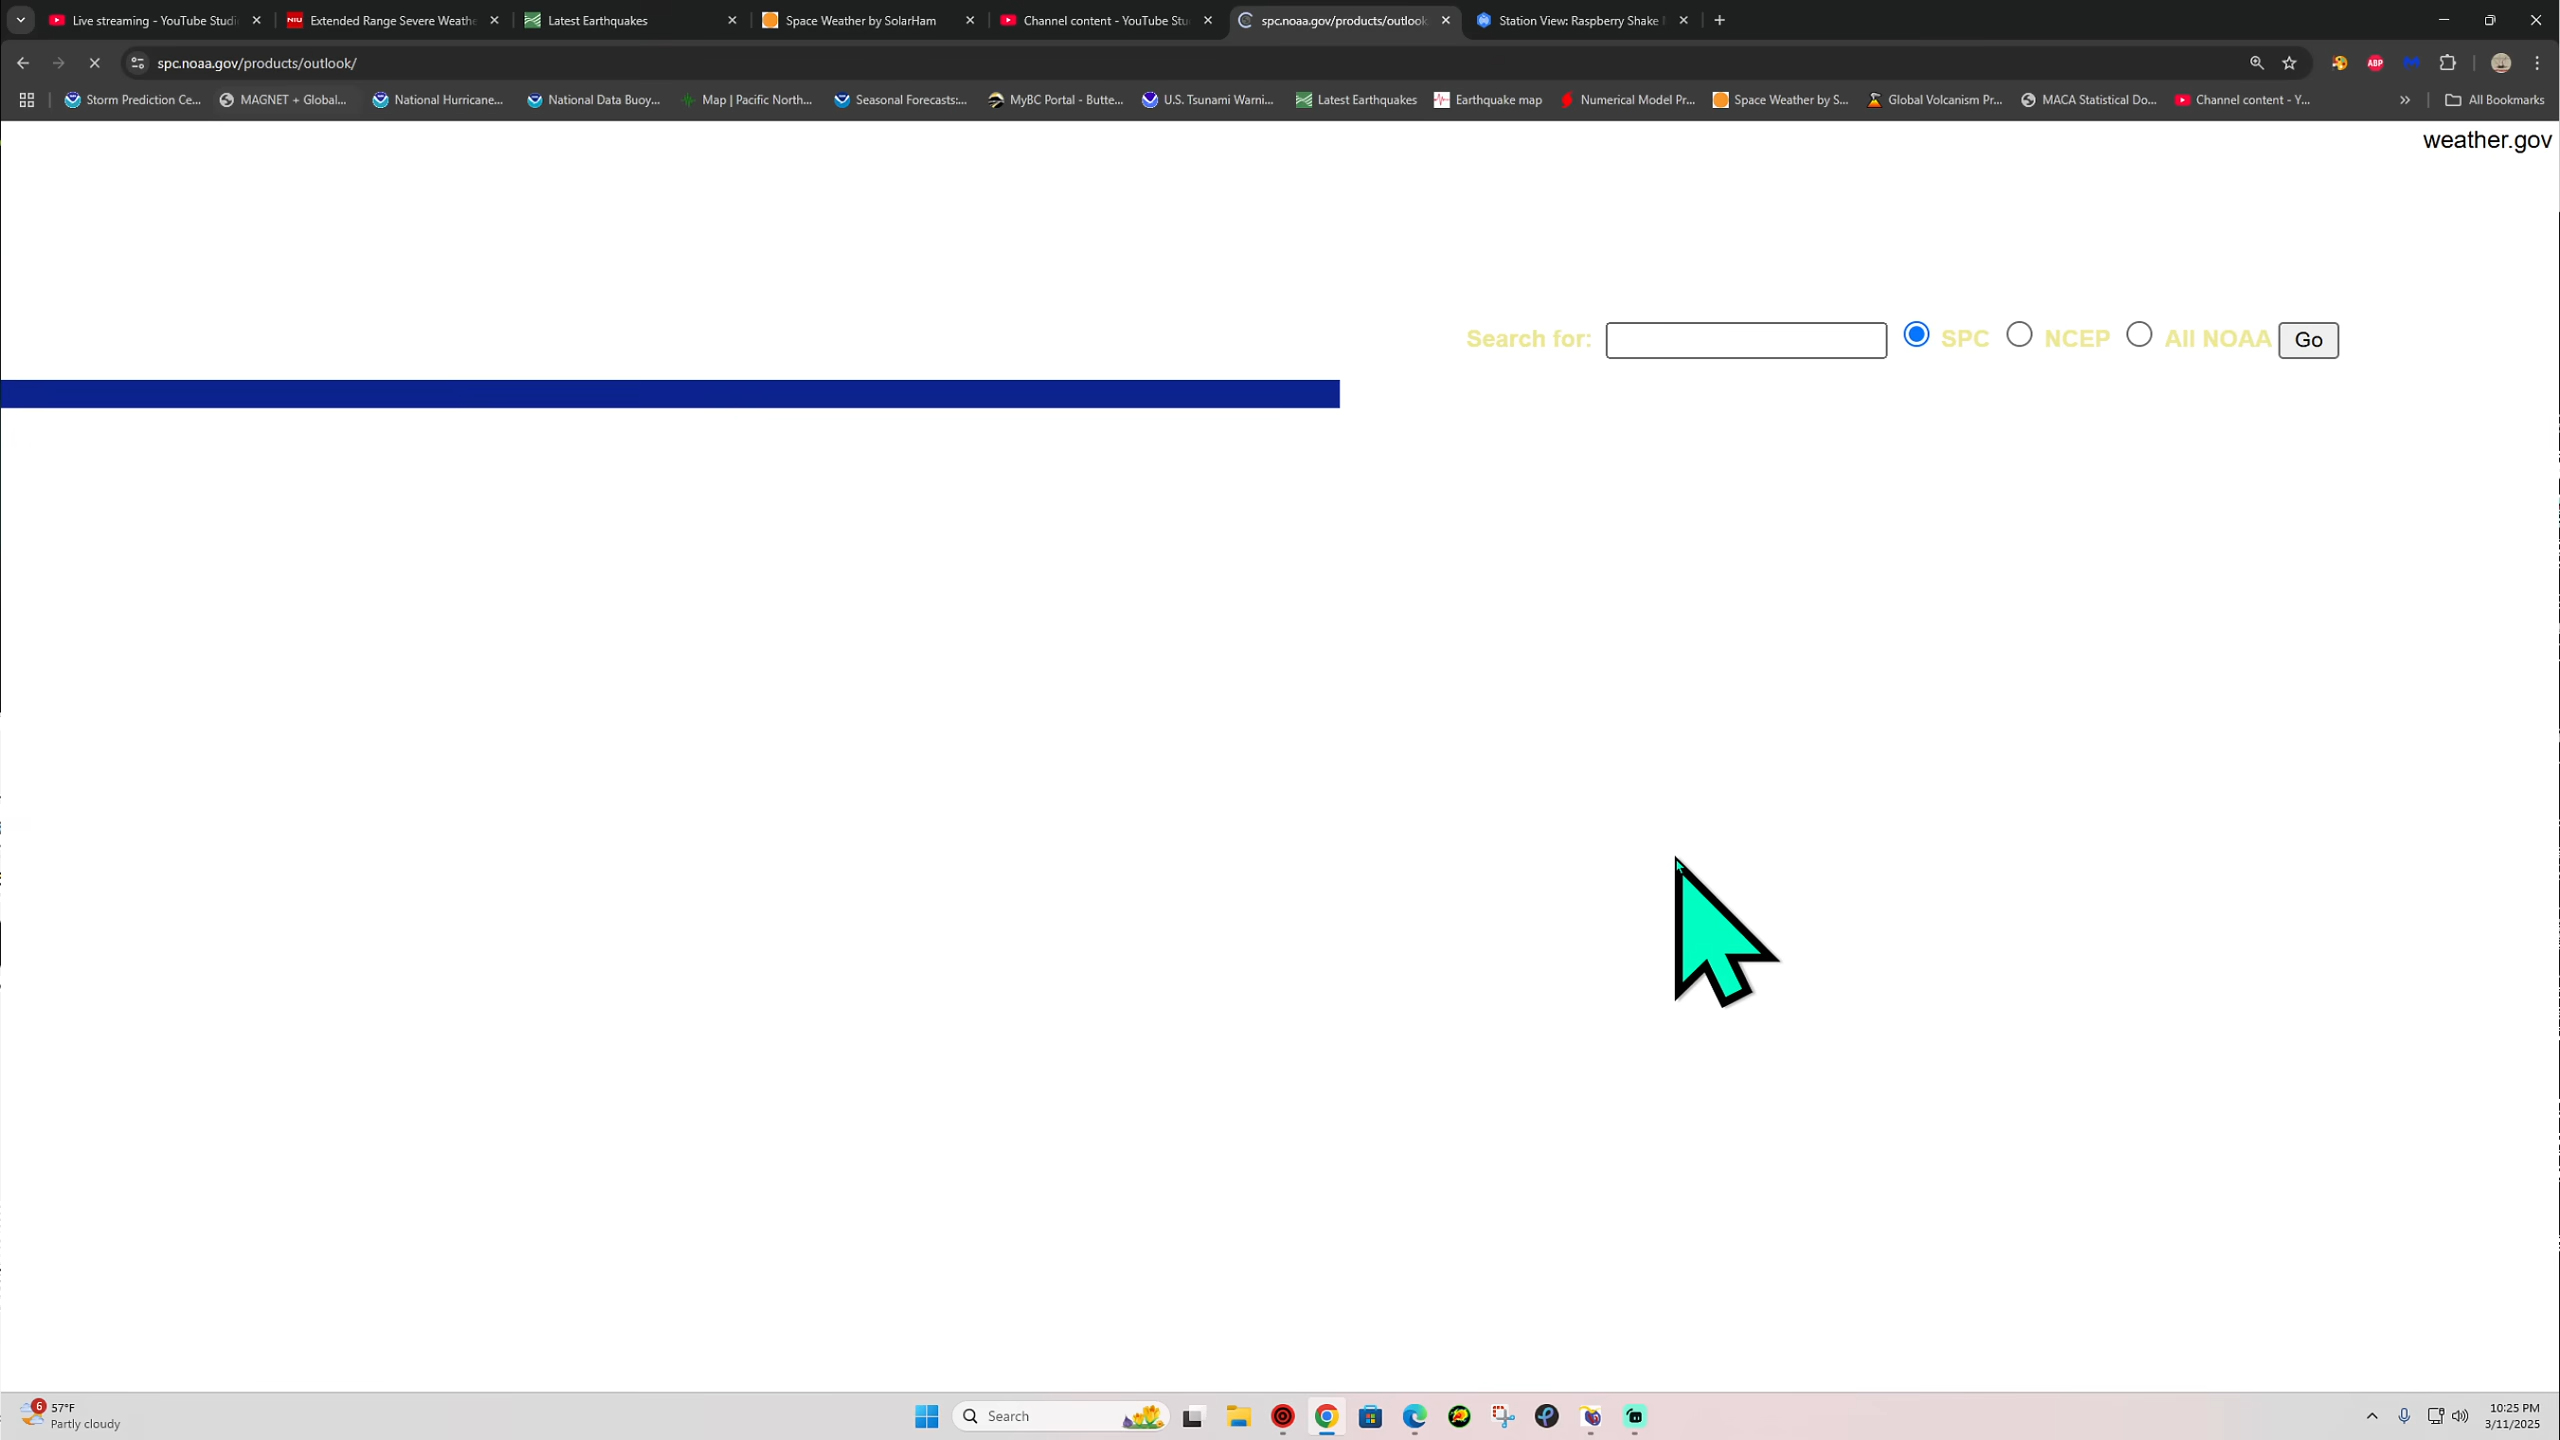 Live streaming - YouTube Studi
NIU Extended Range Severe Weathe
Latest Earthquakes
Space Weather by SolarHam
Channel content - YouTube Stu
spc.noaa.gov/products/outlook
Station View: Raspberry Shake
spc.noaa.gov/products/outlook/
ABP
Storm Prediction Ce...
MAGNET + Global...
National Hurricane...
National Data Buoy...
Map | Pacific North...
Seasonal Forecasts:...
MyBC Portal - Butte...
U.S. Tsunami Warni...
Latest Earthquakes
Earthquake map
Numerical Model Pr...
Space Weather by S...
Global Volcanism Pr...
MACA Statistical Do...
Channel content - Y...
All Bookmarks
weather.gov
Search for: SPC NCEP All NOAA Go
6
57°F
Partly cloudy
Search
10:25 PM
3/11/2025